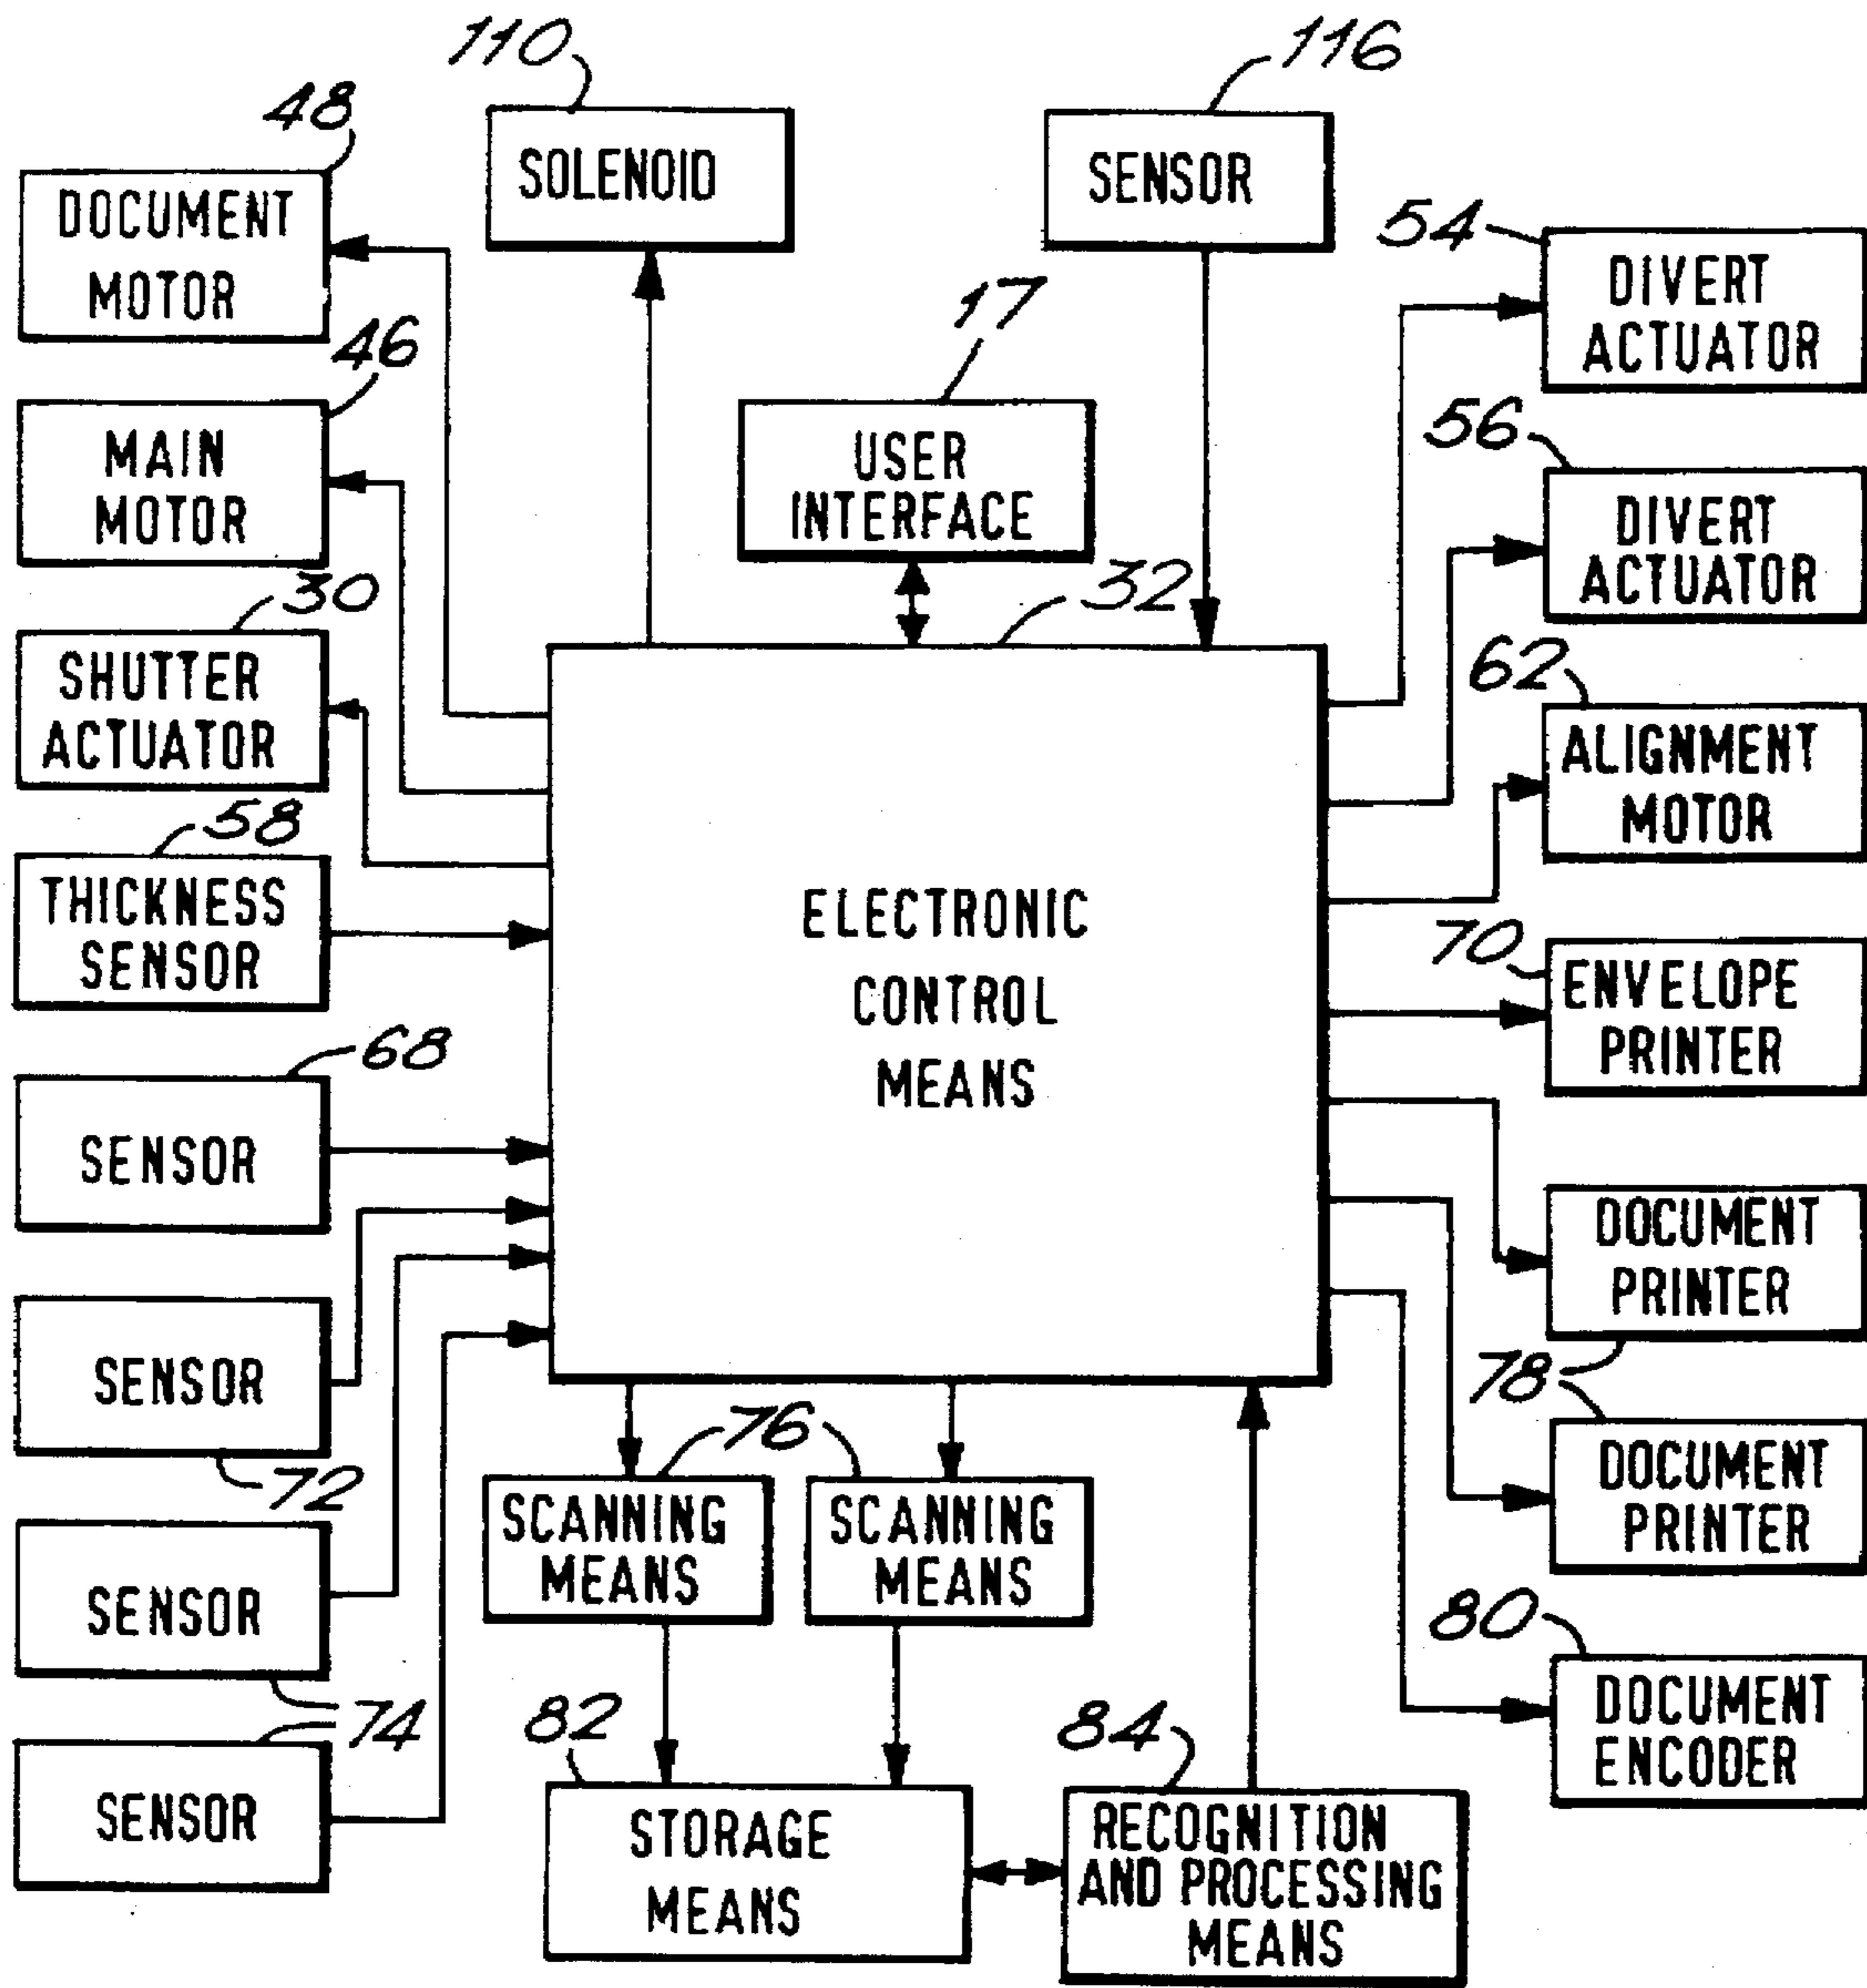 110
116
48
SOLENOID
SENSOR
DOCUMENT
MOTOR
54
DIVERT
ACTUATOR
17
46
USER
INTERFACE
MAIN
MOTOR
56
DIVERT
ACTUATOR
30
32
SHUTTER
ACTUATOR
62
ALIGNMENT
MOTOR
58
THICKNESS
SENSOR
ELECTRONIC
CONTROL
MEANS
70
ENVELOPE
PRINTER
68
SENSOR
DOCUMENT
PRINTER
78
SENSOR
72
76
SCANNING
MEANS
SCANNING
MEANS
DOCUMENT
PRINTER
SENSOR
74
80
DOCUMENT
ENCODER
SENSOR
82
84
STORAGE
MEANS
RECOGNITION
AND PROCESSING
MEANS